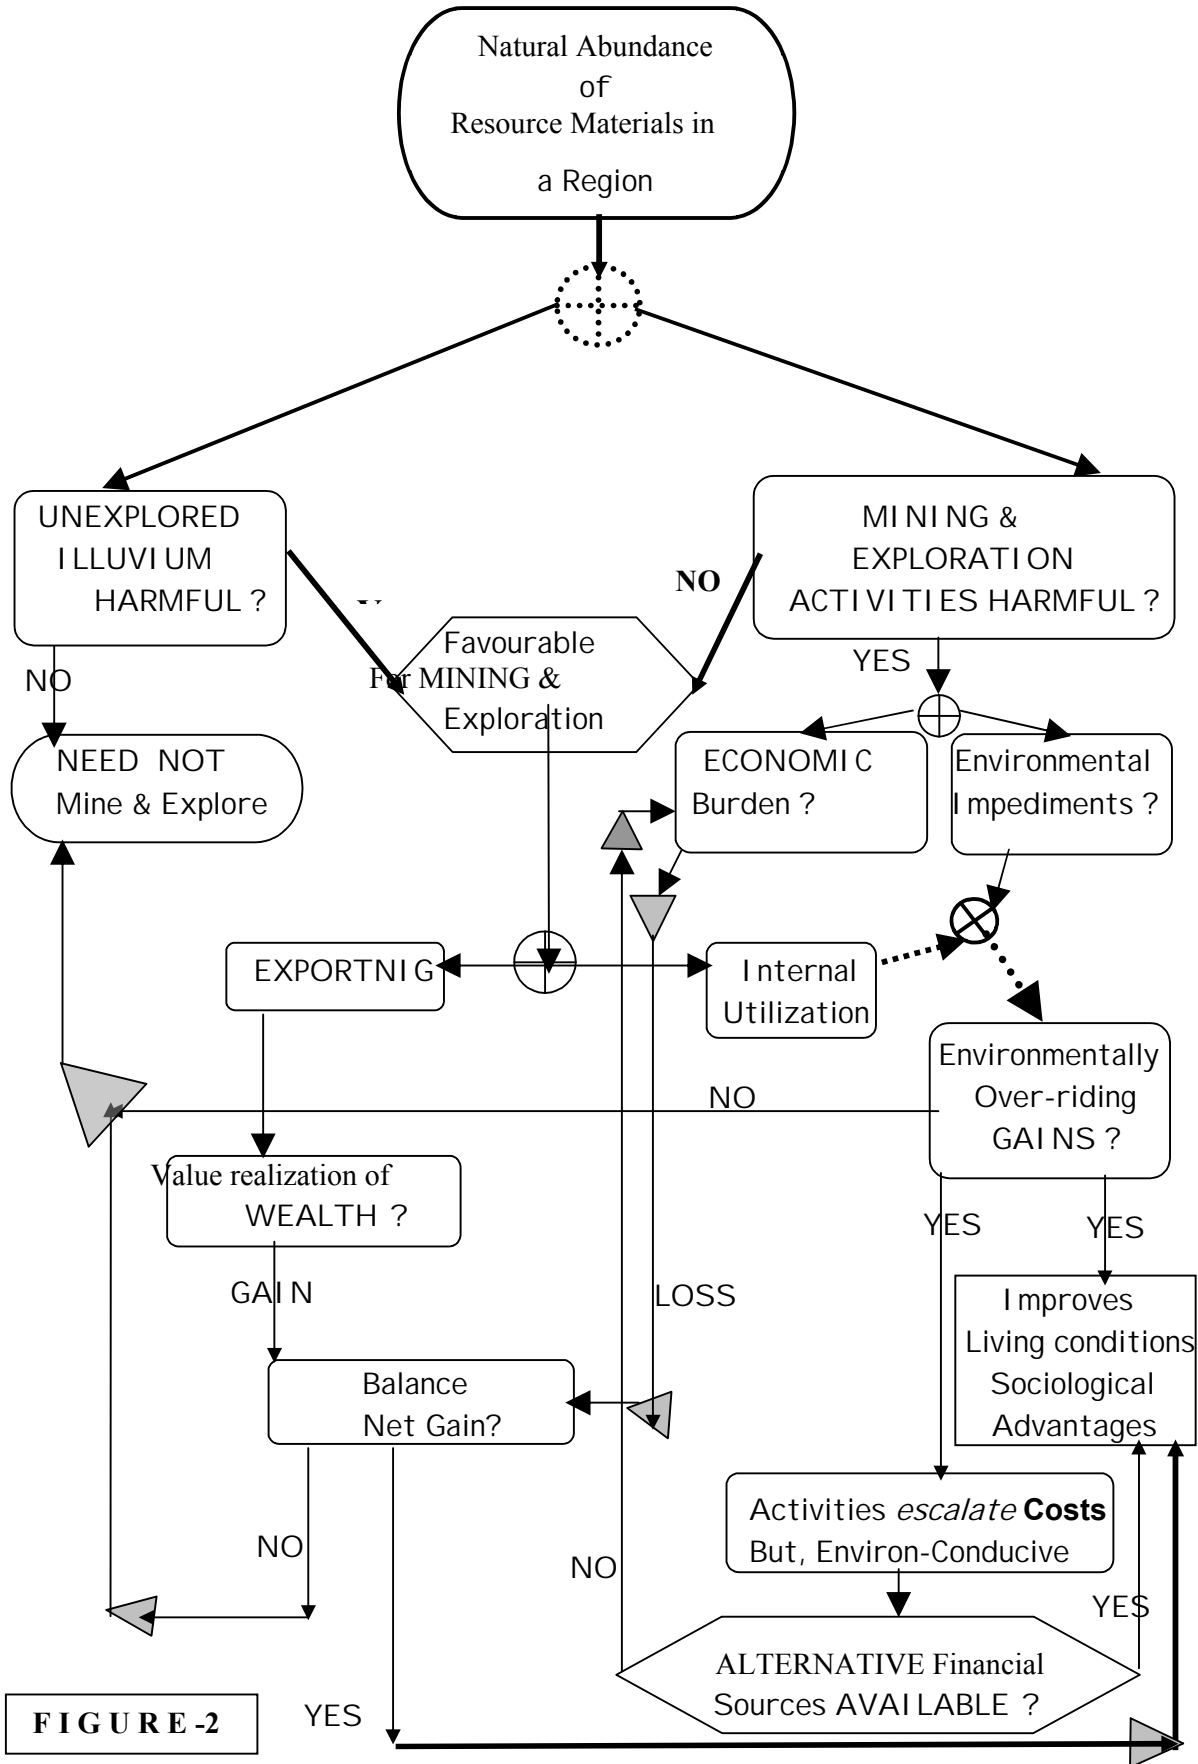 Natural Abundance
of
Resource Materials in
a Region
UNEXPLORED
ILLUVIUM
HARMFUL ?
MINING &
EXPLORATION
ACTIVITIES HARMFUL ?
NO
Favourable
For MINING &
Exploration
YES
NO
NEED NOT
Mine & Explore
ECONOMIC
Burden ?
Environmental
Impediments ?
EXPORTNIG
Internal
Utilization
Environmentally
Over-riding
GAINS ?
NO
Value realization of
WEALTH ?
YES
YES
GAIN
LOSS
Improves
Living conditions
Sociological
Advantages
Balance
Net Gain?
Activities escalate Costs
But, Environ-Conducive
NO
NO
YES
ALTERNATIVE Financial
Sources AVAILABLE ?
YES
FIGURE-2